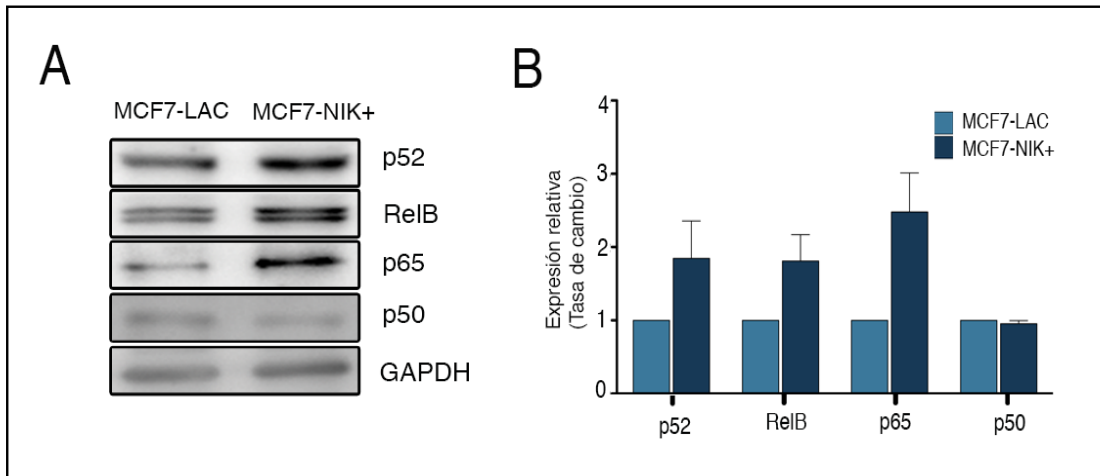 A
MCF7-LAC MCF7-NIK+
p52
RelB
p65
p50
GAPDH
B
Expresión relativa
(Tasa de cambio)
4
3
2
1
0
MCF7-LAC
MCF7-NIK+
p52 RelB p65 p50